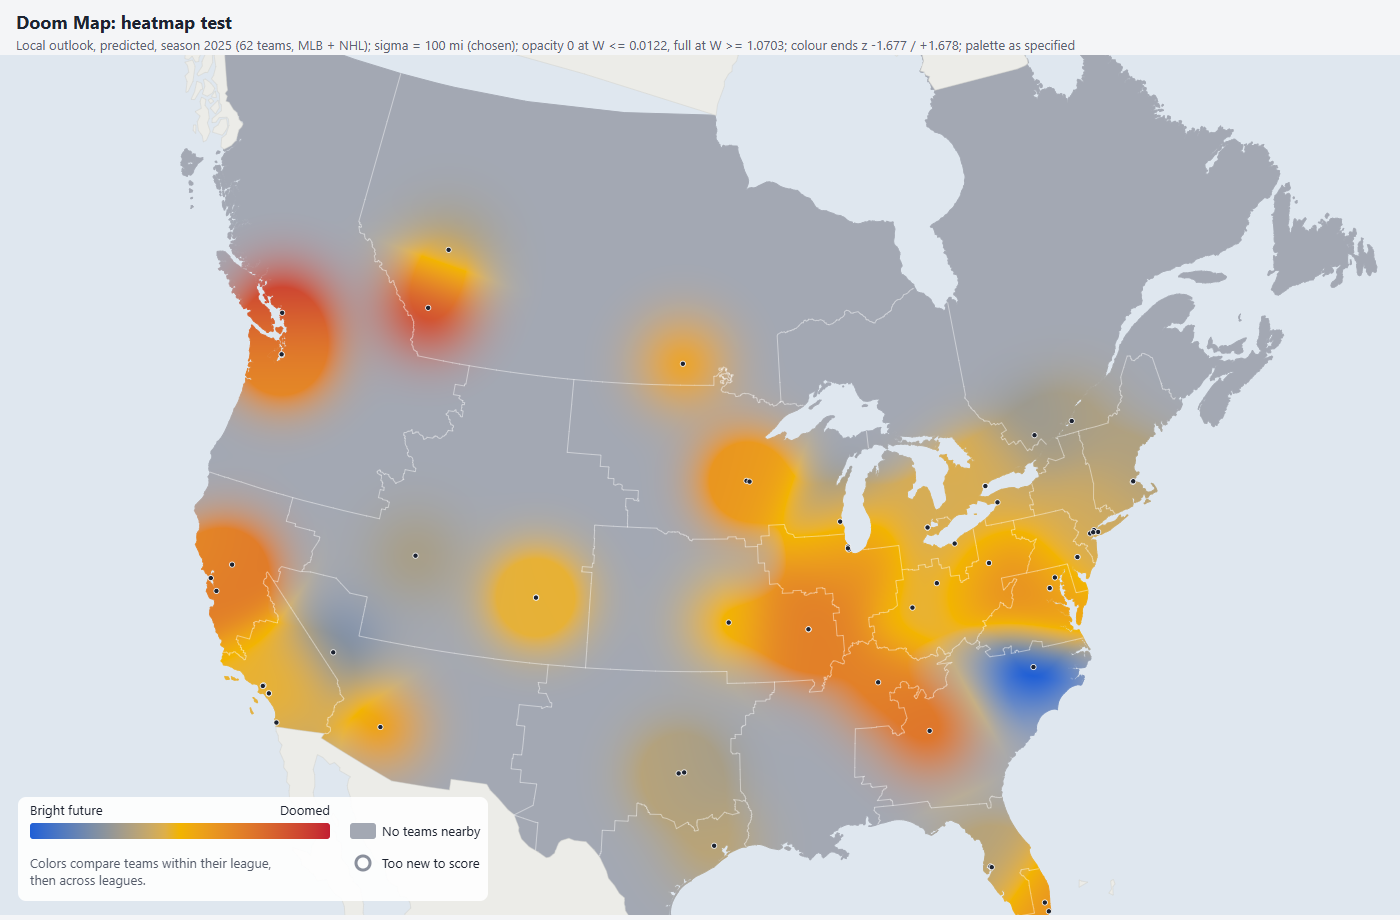 Doom Map: heatmap test
Local outlook, predicted, season 2025 (62 teams, MLB + NHL); sigma = 100 mi (chosen); opacity 0 at W <= 0.0122, full at W >= 1.0703; colour ends z -1.677 / +1.678; palette as specified
Bright future
Doomed
No teams nearby
Colors compare teams within their league,
then across leagues.
Too new to score